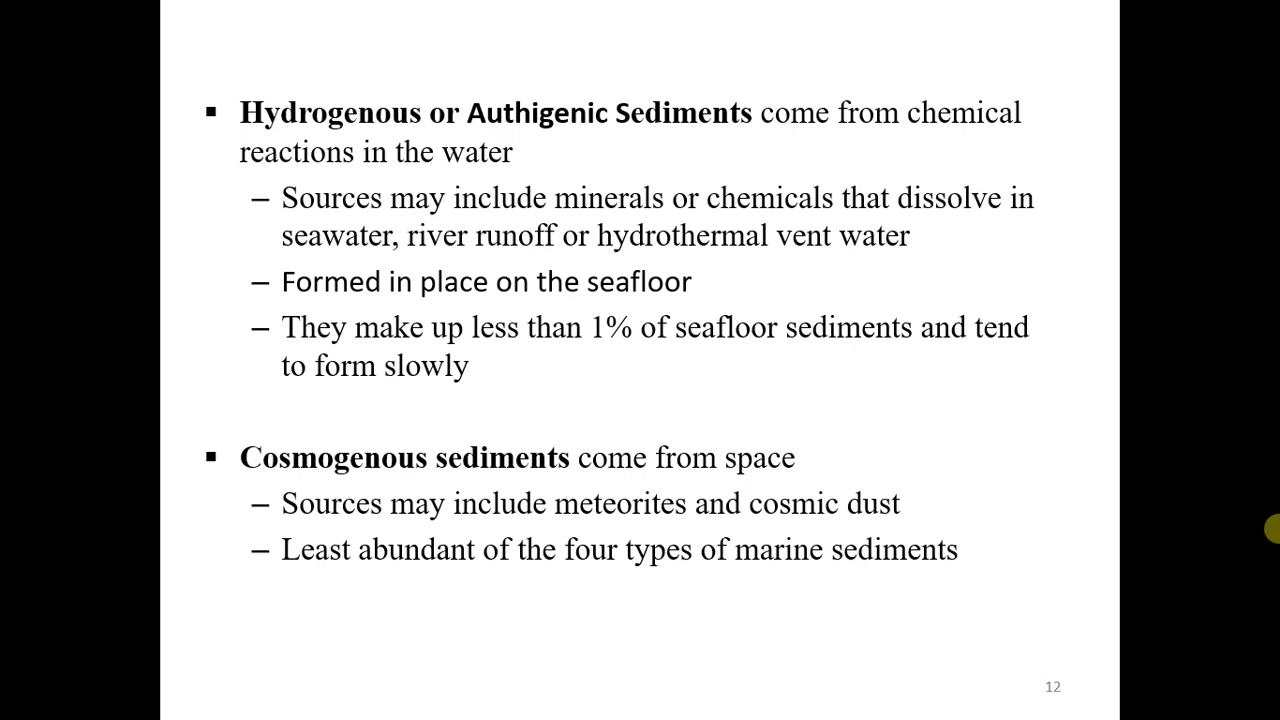 ▪ Hydrogenous or Authigenic Sediments come from chemical
reactions in the water
– Sources may include minerals or chemicals that dissolve in
seawater, river runoff or hydrothermal vent water
– Formed in place on the seafloor
– They make up less than 1% of seafloor sediments and tend
to form slowly
▪ Cosmogenous sediments come from space
– Sources may include meteorites and cosmic dust
– Least abundant of the four types of marine sediments
12